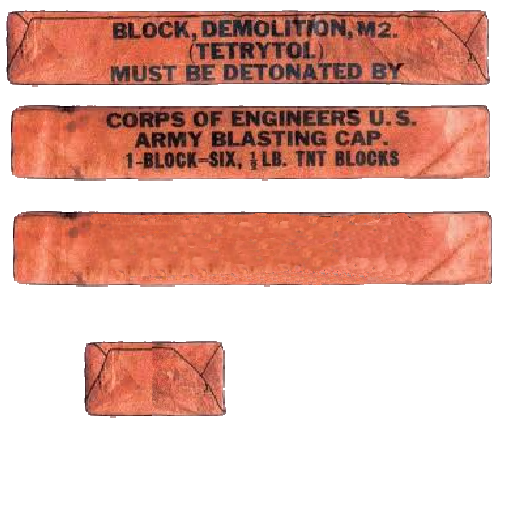 BLOCK, DEMOLITION, M2.
(TETRYTOL)
MUST BE DETONATED BY
CORPS OF ENGINEERS U.S.
ARMY BLASTING CAP.
1-BLOCK-SIX, ½ LB. TNT BLOCKS